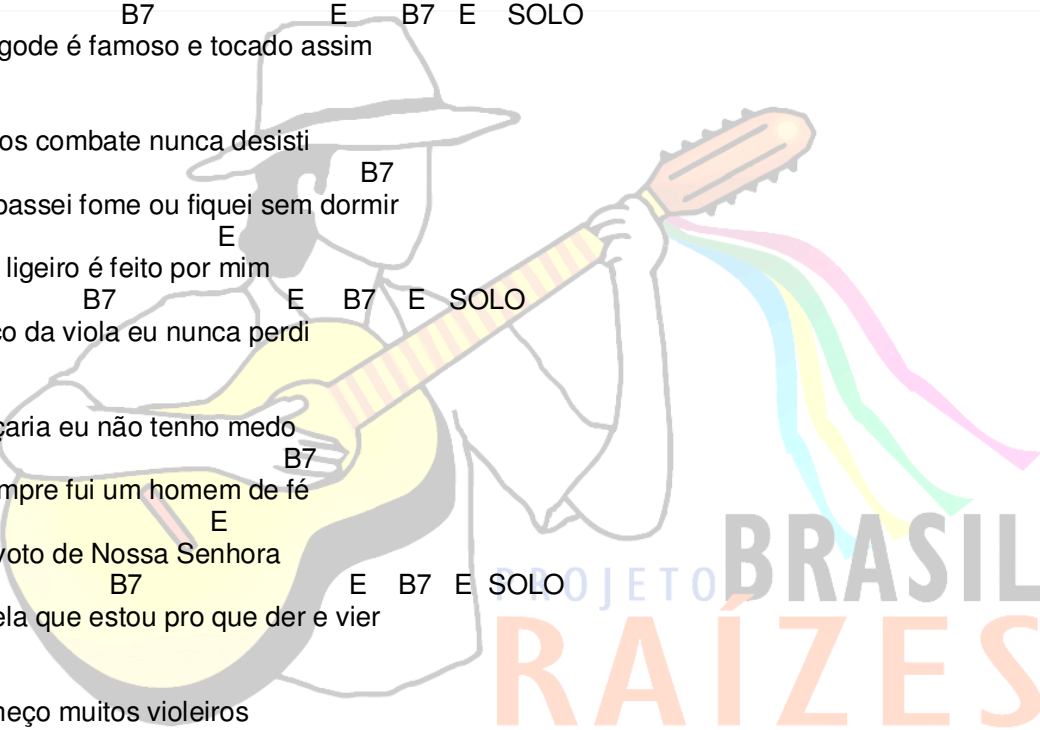 B7 E B7 E SOLO
gode é famoso e tocado assim
os combate nunca desisti
B7
passei fome ou fiquei sem dormir
E
ligeiro é feito por mim
B7 E B7 E SOLO
ço da viola eu nunca perdi
çaria eu não tenho medo
B7
mpre fui um homem de fé
E
voto de Nossa Senhora
B7 E B7 E SOLO
ela que estou pro que der e vier
heço muitos violeiros
PROJETO BRASIL
RAÍZES